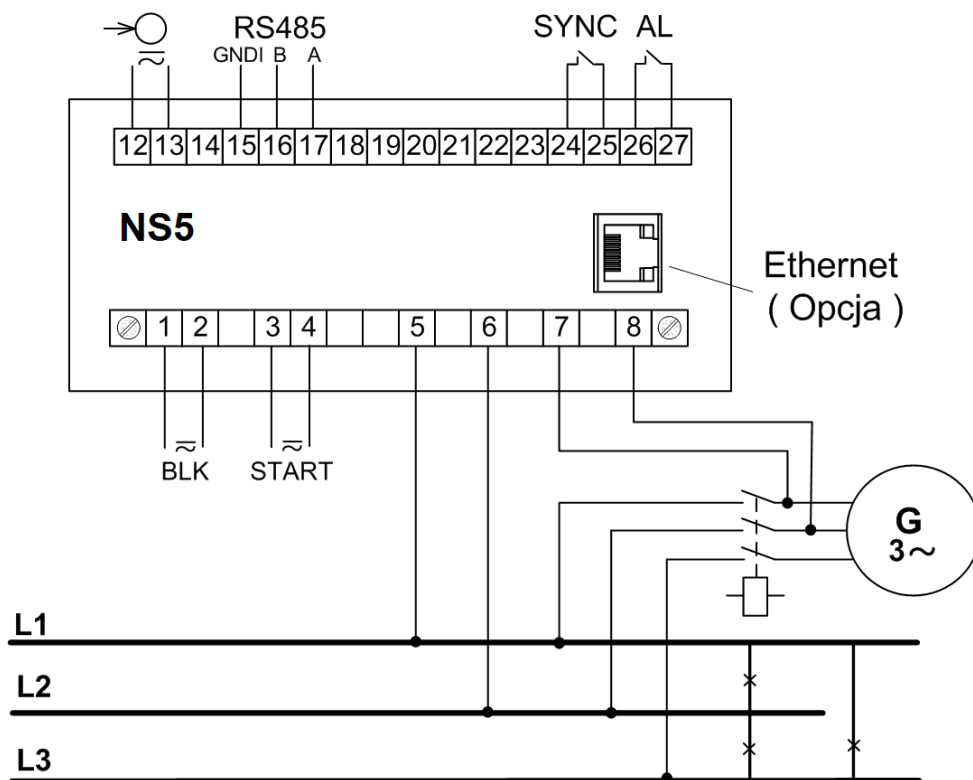 RS485 SYNC AL
GNDI B A
12 13 14 15 16 17 18 19 20 21 22 23 24 25 26 27
NS5
Ethernet
( Opcja )
1 2 3 4 5 6 7 8
BLK START
G
3~
L1
L2
L3